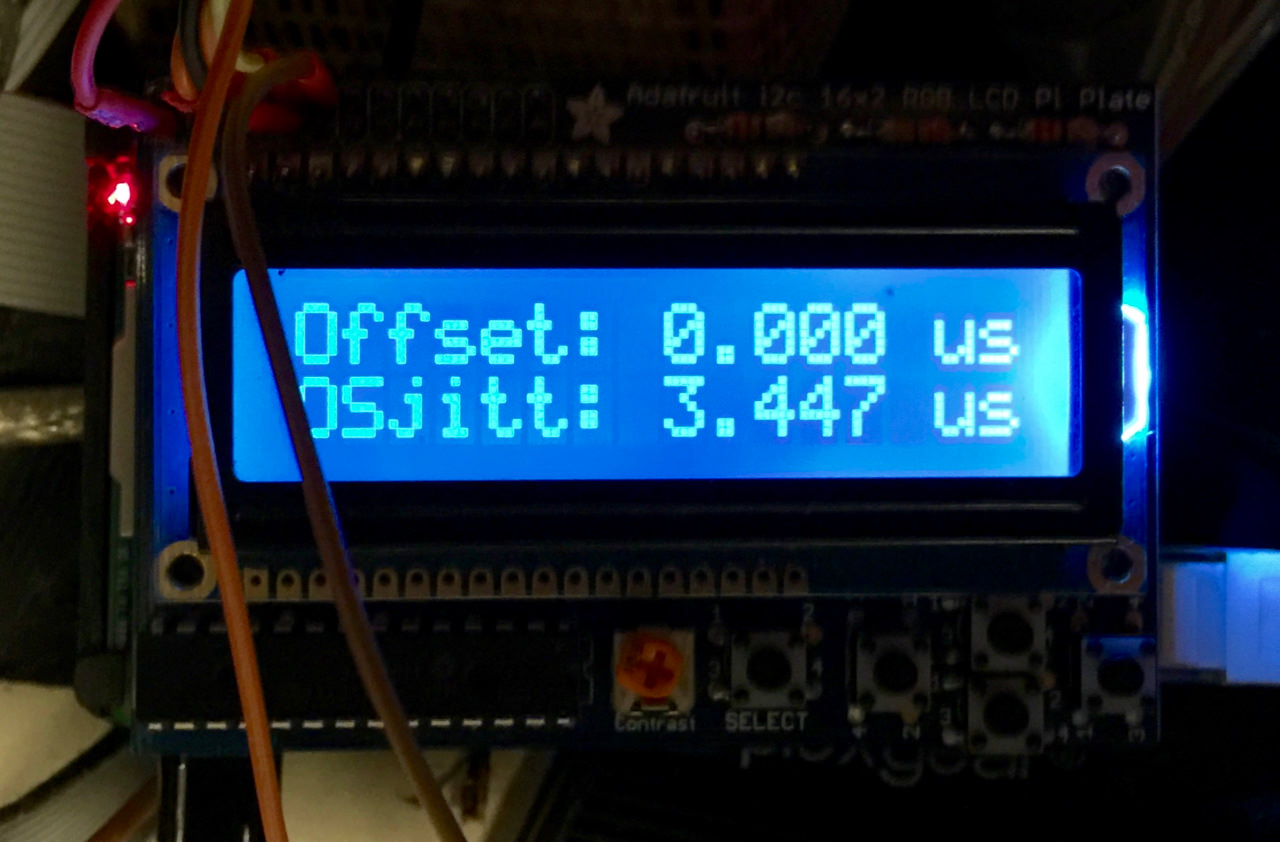 Adafruit i2c 16x2 RGB LCD Pi Plate
Offset: 0.000 us
OSjitt: 3.447 us
Contrast
SELECT